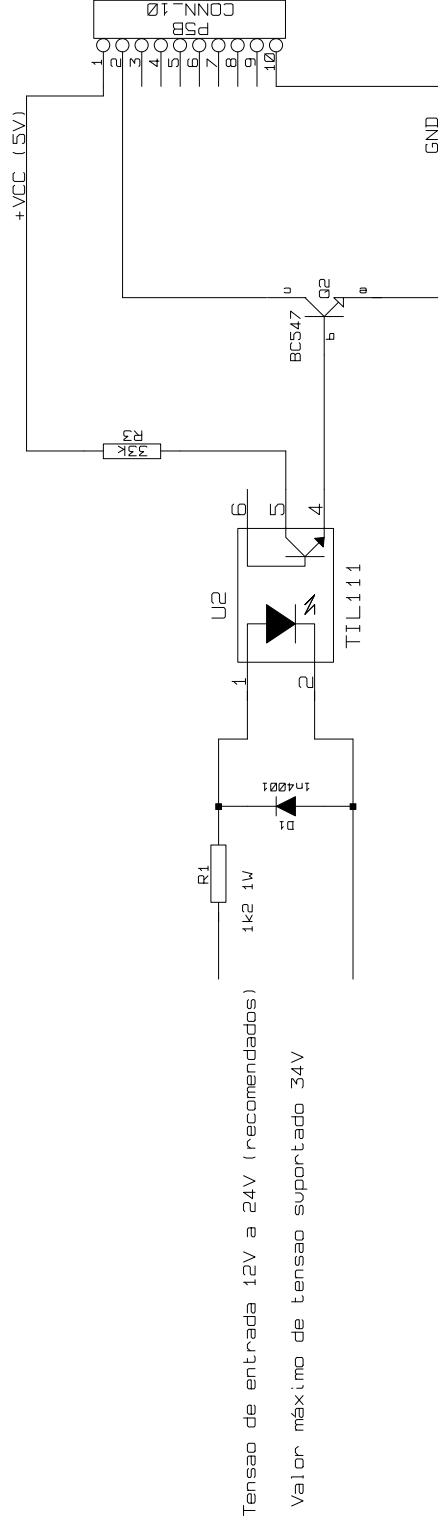 P5B
CONN_10
1
2
3
4
5
6
7
8
9
10
+VCC (5V)
GND
R3
33k
Q2
c
e
b
BC547
6
5
4
U2
TIL111
1
2
1n4001
D1
R1
1k2 1W
Tensao de entrada 12V a 24V (recomendados)
Valor máximo de tensao suportado 34V